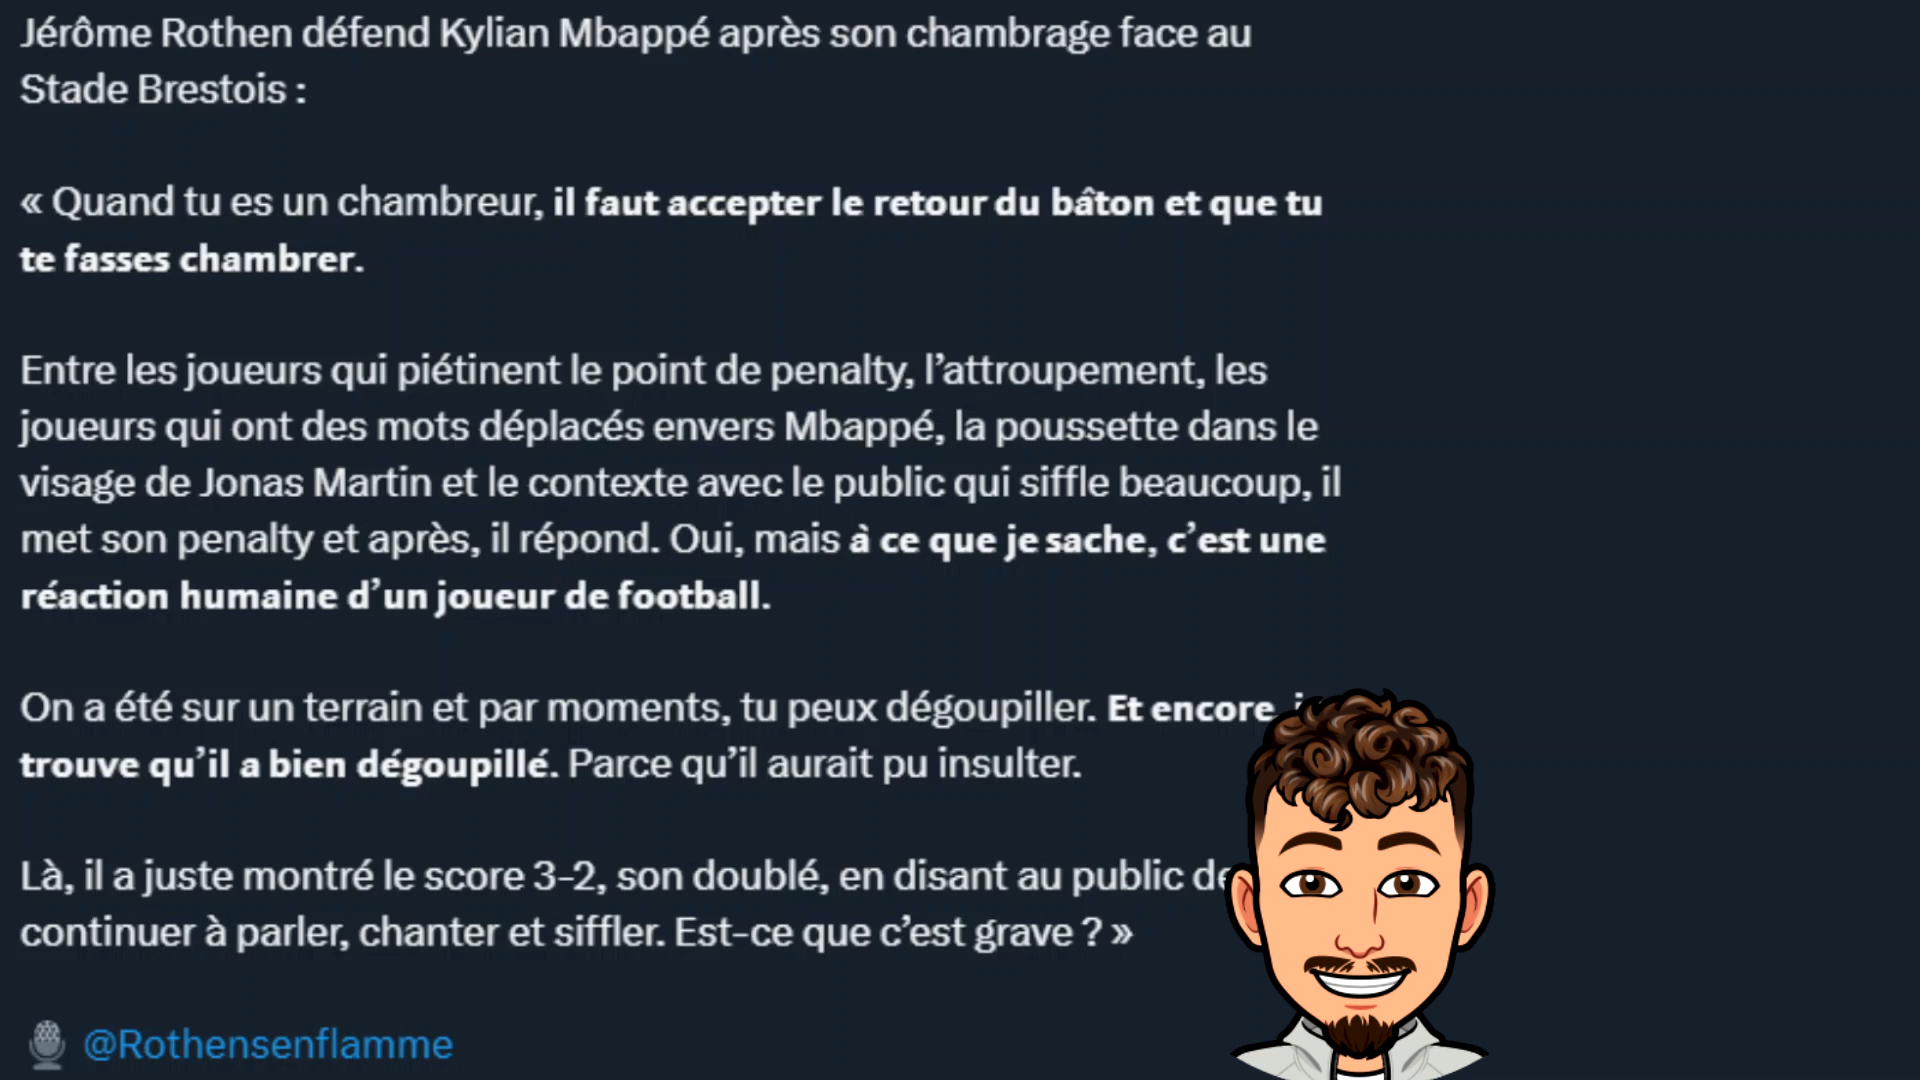 Jérôme Rothen défend Kylian Mbappé après son chambrage face au
Stade Brestois :
« Quand tu es un chambreur, il faut accepter le retour du bâton et que tu
te fasses chambrer.
Entre les joueurs qui piétinent le point de penalty, l’attroupement, les
joueurs qui ont des mots déplacés envers Mbappé, la poussette dans le
visage de Jonas Martin et le contexte avec le public qui siffle beaucoup, il
met son penalty et après, il répond. Oui, mais à ce que je sache, c’est une
réaction humaine d’un joueur de football.
On a été sur un terrain et par moments, tu peux dégoupiller. Et encore
trouve qu’il a bien dégoupillé. Parce qu’il aurait pu insulter.
Là, il a juste montré le score 3-2, son doublé, en disant au public de
continuer à parler, chanter et siffler. Est-ce que c’est grave ? »
@Rothensenflamme